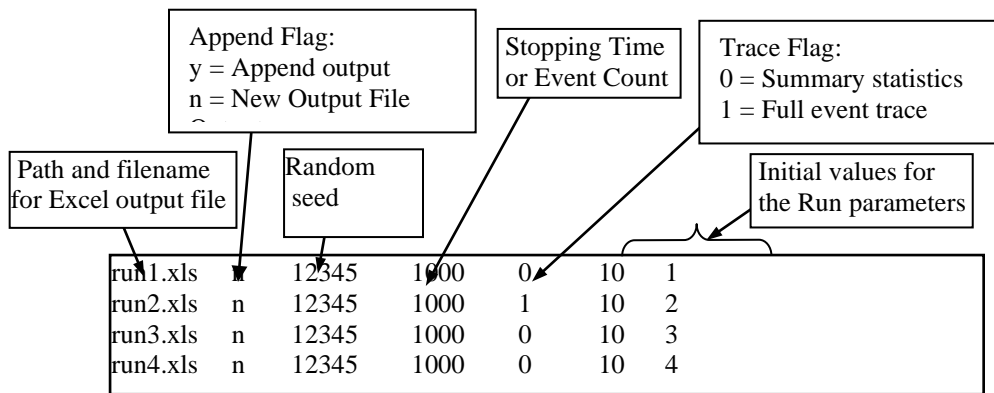 Append Flag:
y = Append output
n = New Output File
Stopping Time
or Event Count
Trace Flag:
0 = Summary statistics
1 = Full event trace
Path and filename
for Excel output file
Random
seed
Initial values for
the Run parameters
run1.xls n 12345 1000 0 10 1
run2.xls n 12345 1000 1 10 2
run3.xls n 12345 1000 0 10 3
run4.xls n 12345 1000 0 10 4